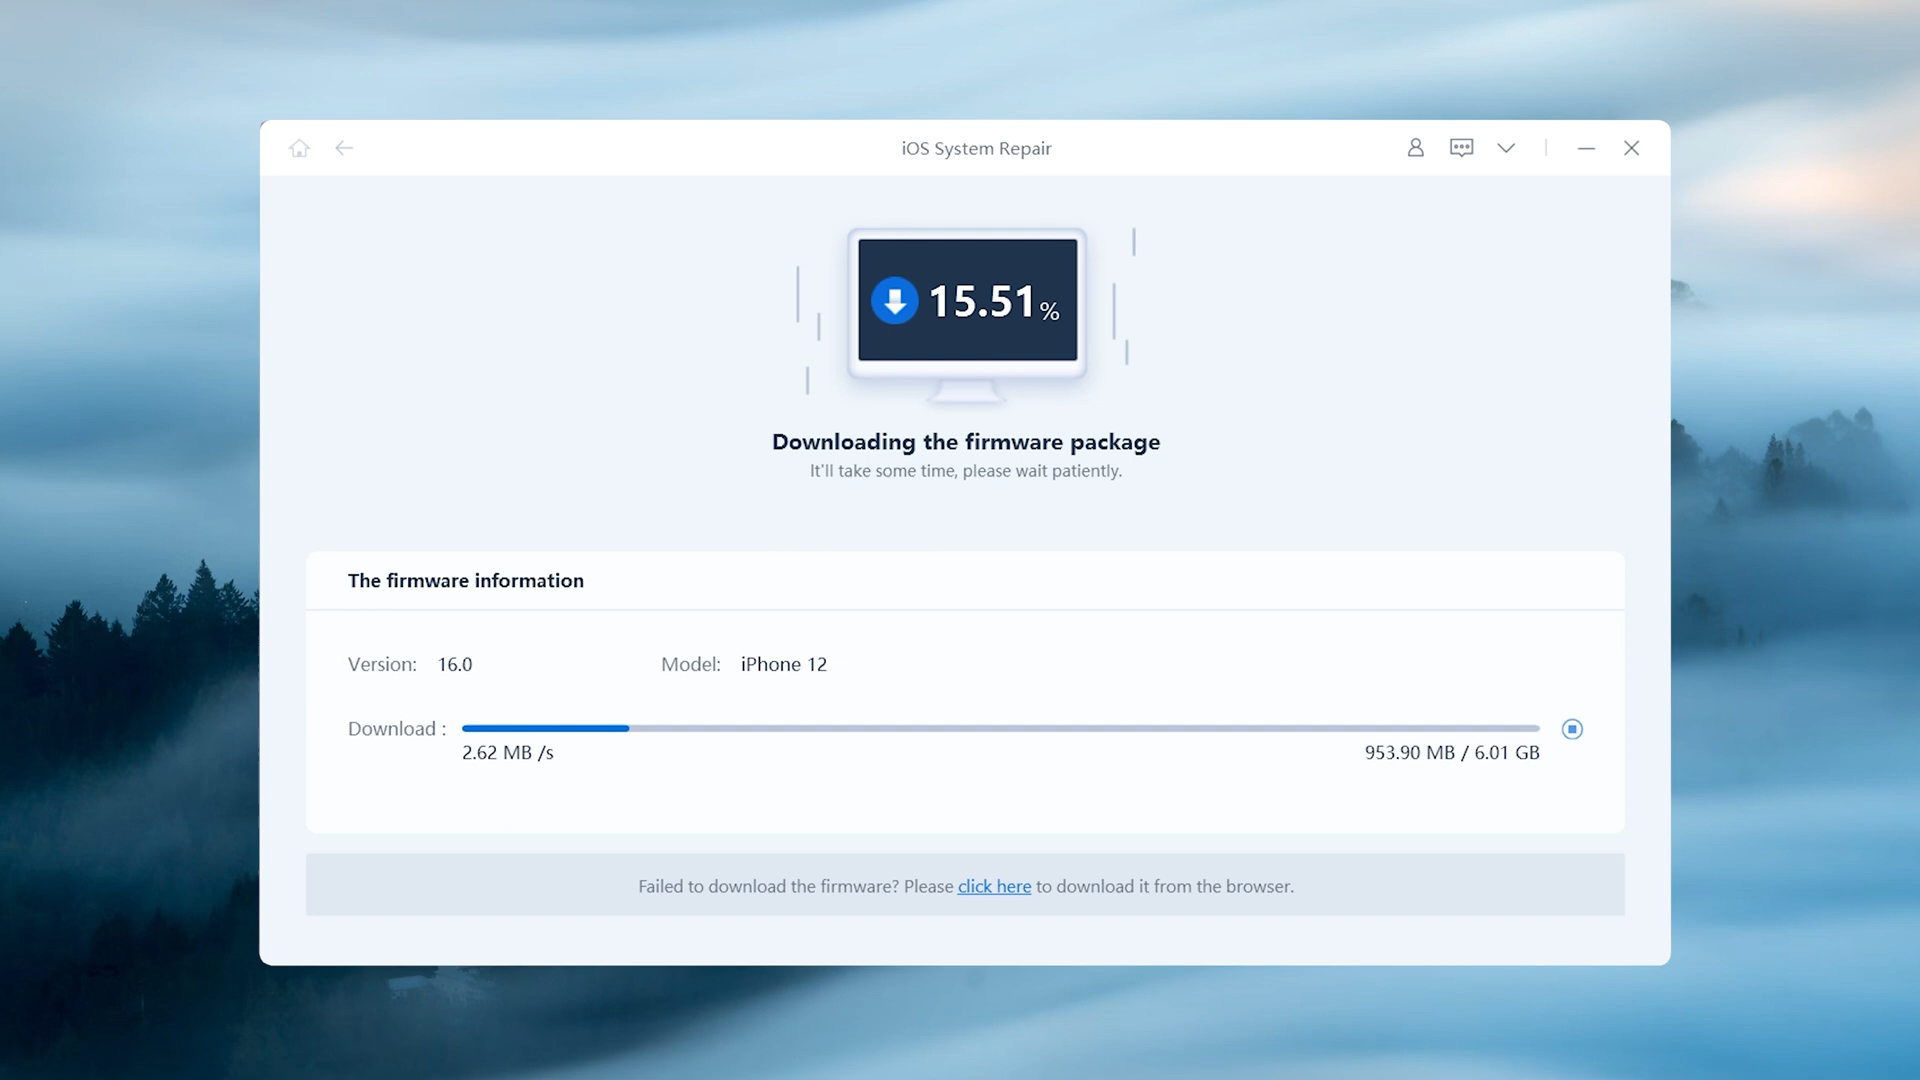 iOS System Repair
15.51%
Downloading the firmware package
It'll take some time, please wait patiently.
The firmware information
Version: 16.0 Model: iPhone 12
Download :
2.62 MB /s 953.90 MB / 6.01 GB
Failed to download the firmware? Please click here to download it from the browser.